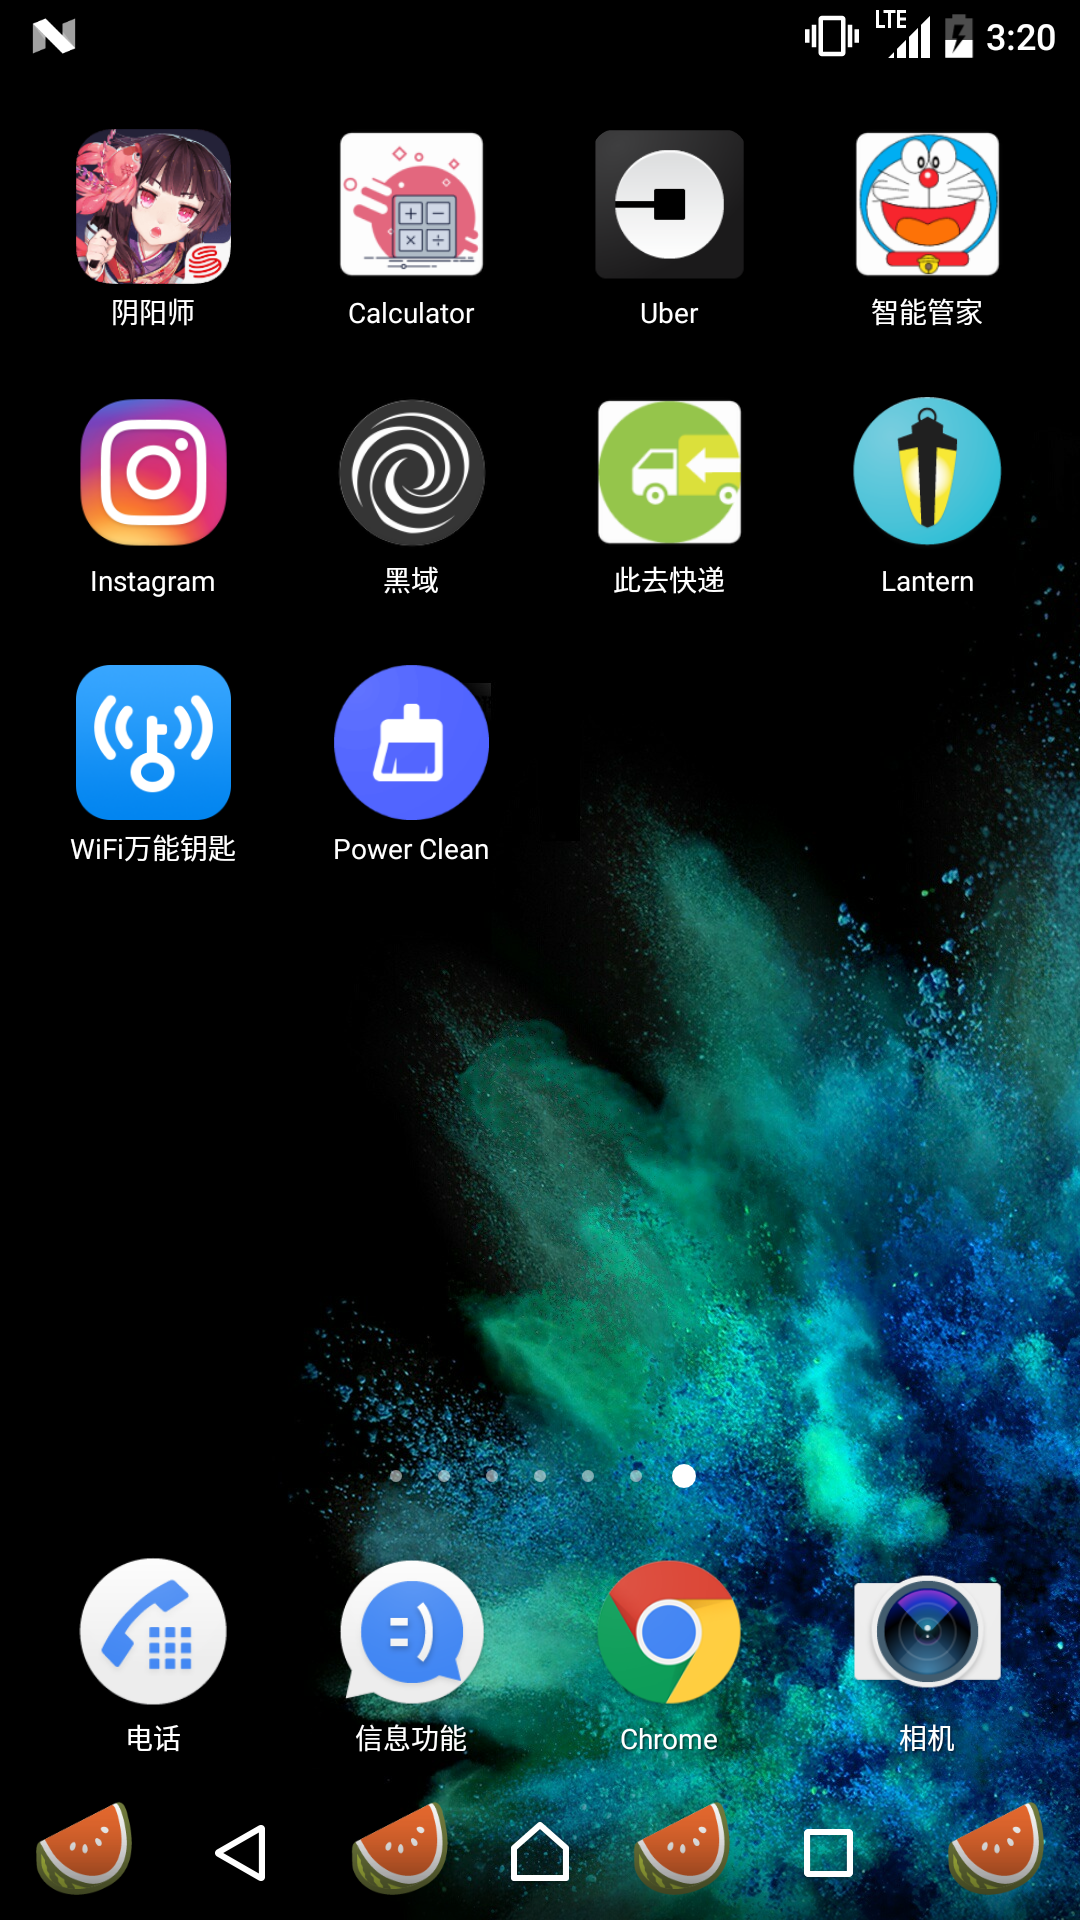 LTE 3:20
阴阳师 Calculator Uber 智能管家
Instagram 黑域 此去快递 Lantern
WiFi万能钥匙 Power Clean
电话 信息功能 Chrome 相机